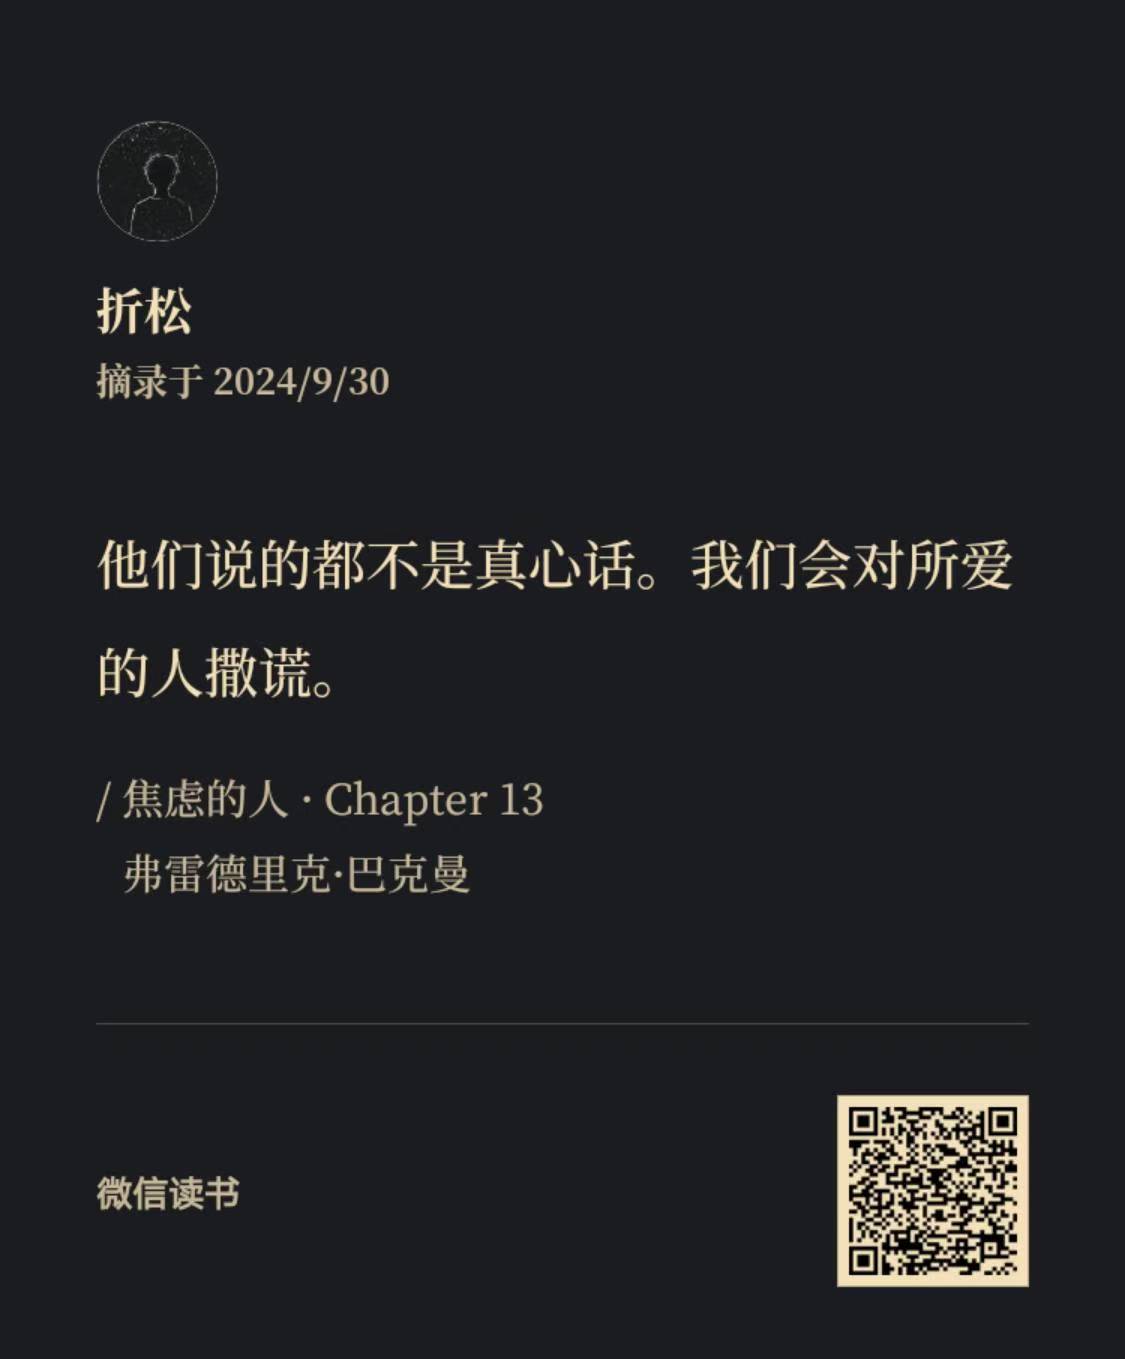 折松
摘录于 2024/9/30
他们说的都不是真心话。我们会对所爱
的人撒谎。
/ 焦虑的人 · Chapter 13
弗雷德里克·巴克曼
微信读书